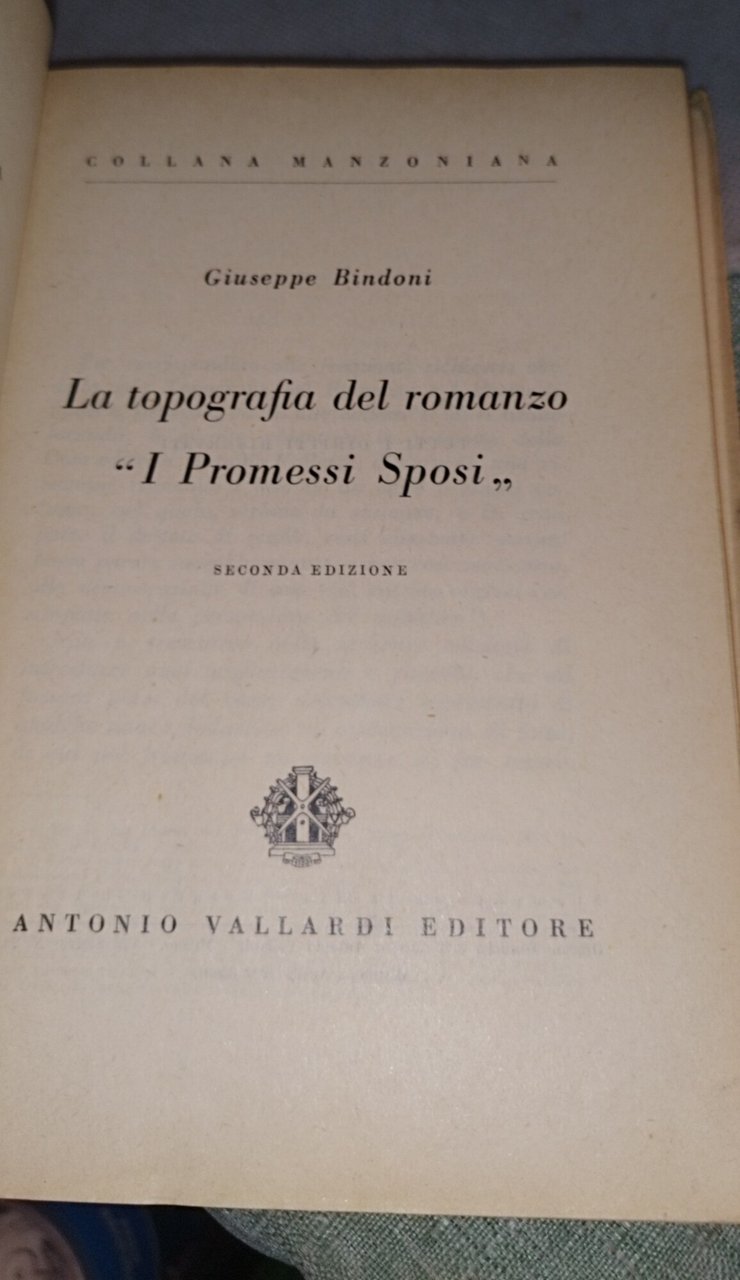 COLLANA MANZONIANA
Giuseppe Bindoni
La topografia del romanzo
“I Promessi Sposi„
SECONDA EDIZIONE
ANTONIO VALLARDI EDITORE